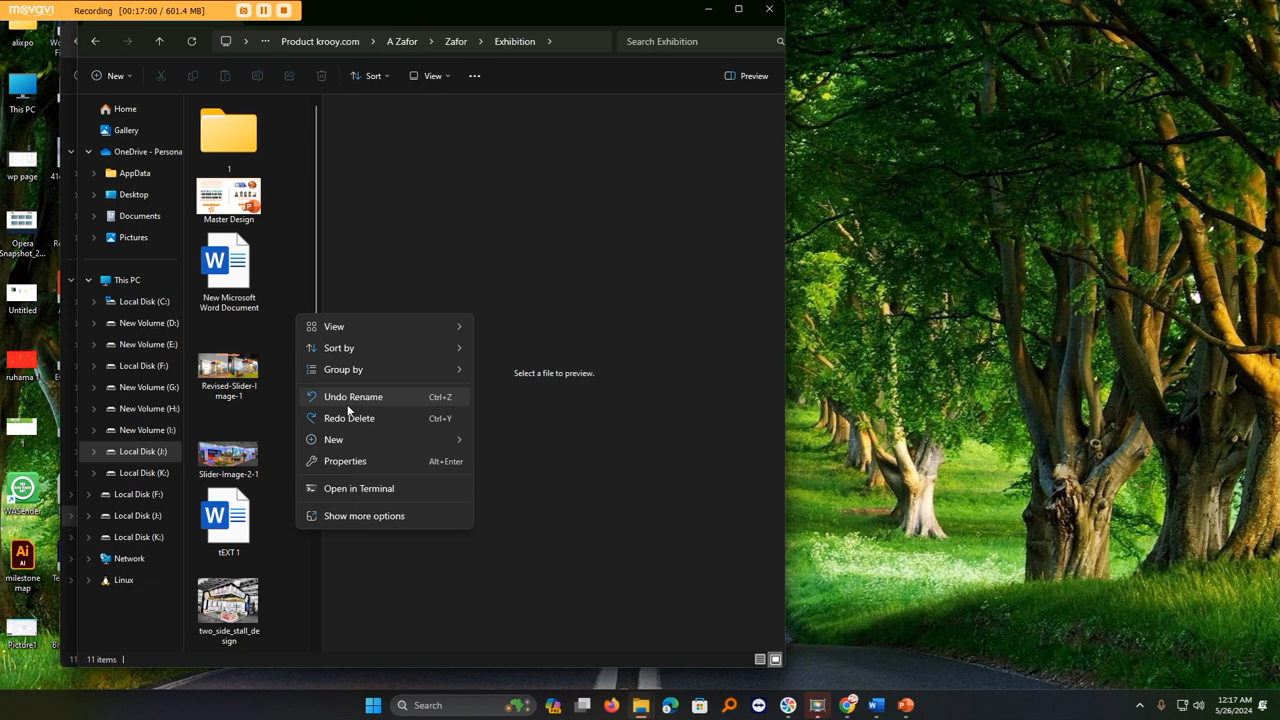 movavi
Recording [00:17:00 / 601.4 MB]
alixpo
This PC
wp page
Opera
Snapshot_2...
Untitled
ruhama 1
1
WASender
milestone
map
Picture1
Product krooy.com
A Zafor
Zafor
Exhibition
Search Exhibition
New
Sort
View
Preview
Home
Gallery
OneDrive - Persona
AppData
Desktop
Documents
Pictures
This PC
Local Disk (C:)
New Volume (D:)
New Volume (E:)
Local Disk (F:)
New Volume (G:)
New Volume (H:)
New Volume (I:)
Local Disk (J:)
Local Disk (K:)
Local Disk (F:)
Local Disk (J:)
Local Disk (K:)
Network
Linux
1
Master Design
New Microsoft
Word Document
Revised-Slider-I
mage-1
Slider-Image-2-1
tEXT 1
two_side_stall_de
sign
View
Sort by
Group by
Undo Rename Ctrl+Z
Redo Delete Ctrl+Y
New
Properties Alt+Enter
Open in Terminal
Show more options
Select a file to preview.
11 items
Search
12:17 AM
5/26/2024